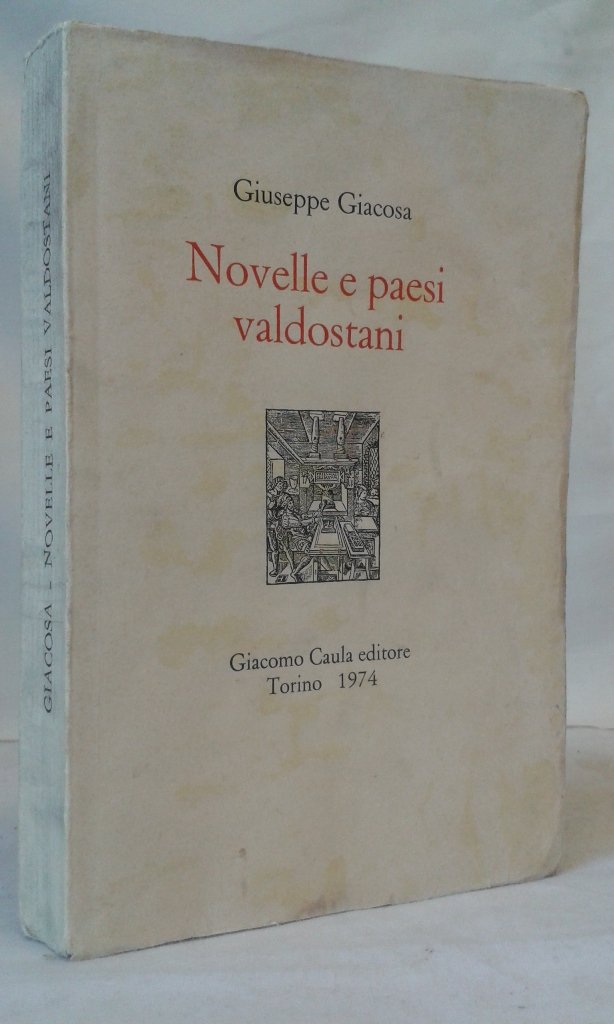 Giuseppe Giacosa
Novelle e paesi
valdostani
Giacomo Caula editore
Torino 1974
GIACOSA - NOVELLE E PAESI VALDOSTANI